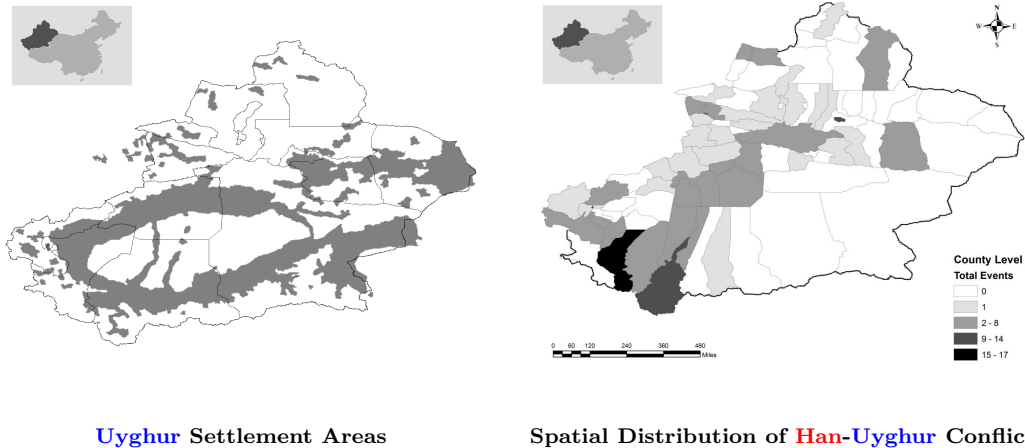 N
W E
S
County Level
Total Events
0
1
2 - 8
9 - 14
15 - 17
0 60 120 240 360 480
Miles
Uyghur Settlement Areas
Spatial Distribution of Han-Uyghur Conflic